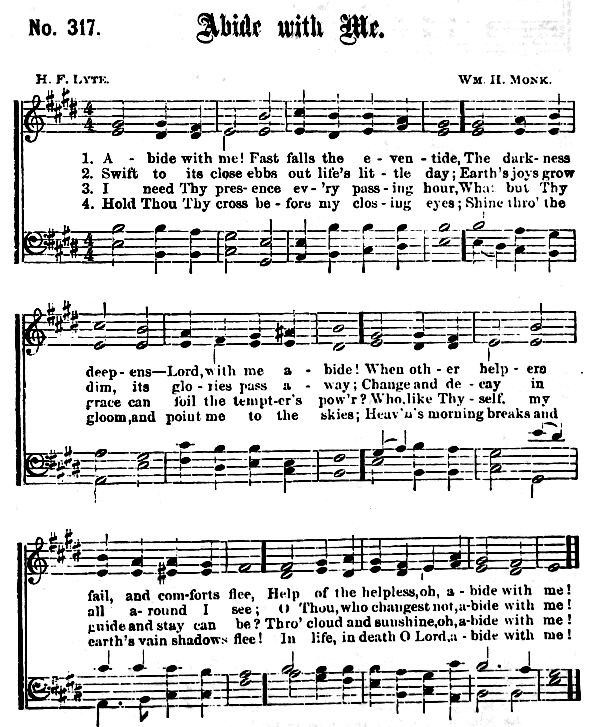 No. 317.
Abide with Me.
H. F. LYTE.
WM. H. MONK.
4 4
1. A - bide with me! Fast falls the e - ven - tide, The dark- ness
2. Swift to its close ebbs out life's lit - tle day; Earth's joys grow
3. I need Thy pres- ence ev- 'ry pass - ing hour, What but Thy
4. Hold Thou Thy cross be - fore my clos - ing eyes; Shine thro' the
4 4
deep - ens—Lord, with me a - bide! When oth - er help - ers
dim, its glo - ries pass a - way; Change and de - cay in
grace can foil the tempt-er's pow'r? Who, like Thy - self, my
gloom, and point me to the skies; Heav'n's morning breaks and
fail, and com-forts flee, Help of the helpless, oh, a - bide with me!
all a - round I see; O Thou, who changest not, a-bide with me!
guide and stay can be? Thro' cloud and sunshine, oh, a-bide with me!
earth's vain shadows flee! In life, in death O Lord, a - bide with me!